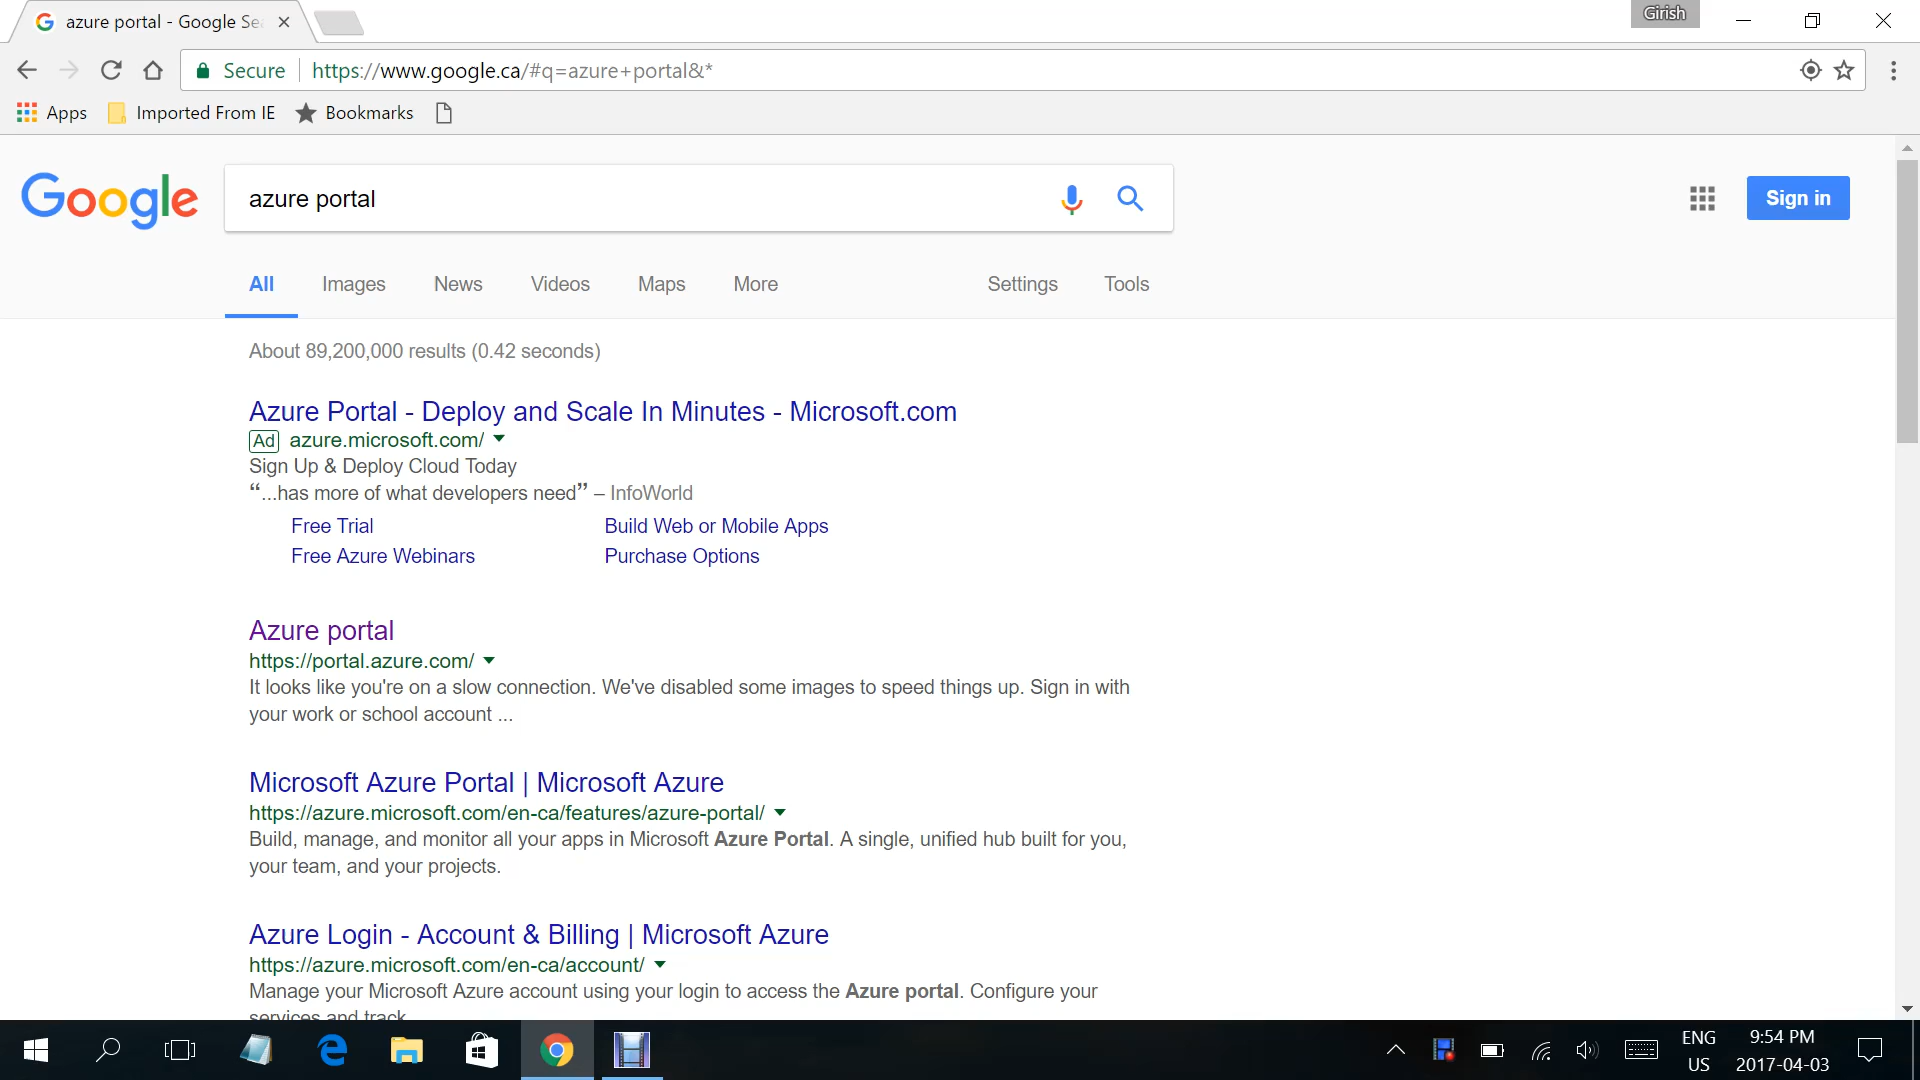 azure portal - Google Se
Girish
Secure
https://www.google.ca/#q=azure+portal&*
Apps
Imported From IE
Bookmarks
Google
azure portal
Sign in
All
Images
News
Videos
Maps
More
Settings
Tools
About 89,200,000 results (0.42 seconds)
Azure Portal - Deploy and Scale In Minutes - Microsoft.com
Ad azure.microsoft.com/
Sign Up & Deploy Cloud Today
“...has more of what developers need” – InfoWorld
Free Trial
Build Web or Mobile Apps
Free Azure Webinars
Purchase Options
Azure portal
https://portal.azure.com/
It looks like you're on a slow connection. We've disabled some images to speed things up. Sign in with
your work or school account ...
Microsoft Azure Portal | Microsoft Azure
https://azure.microsoft.com/en-ca/features/azure-portal/
Build, manage, and monitor all your apps in Microsoft Azure Portal. A single, unified hub built for you,
your team, and your projects.
Azure Login - Account & Billing | Microsoft Azure
https://azure.microsoft.com/en-ca/account/
Manage your Microsoft Azure account using your login to access the Azure portal. Configure your
services and track
ENG
US
9:54 PM
2017-04-03